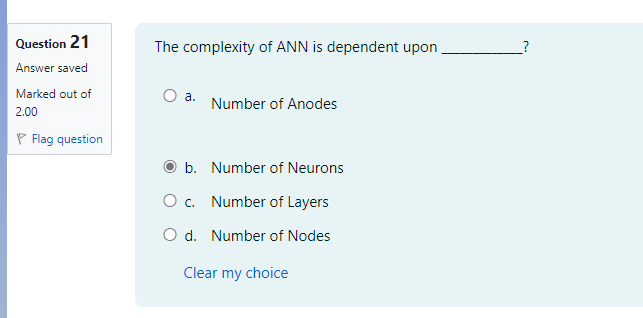 Question 21
Answer saved
Marked out of
2.00
Flag question
The complexity of ANN is dependent upon _____________?
a. Number of Anodes
b. Number of Neurons
c. Number of Layers
d. Number of Nodes
Clear my choice